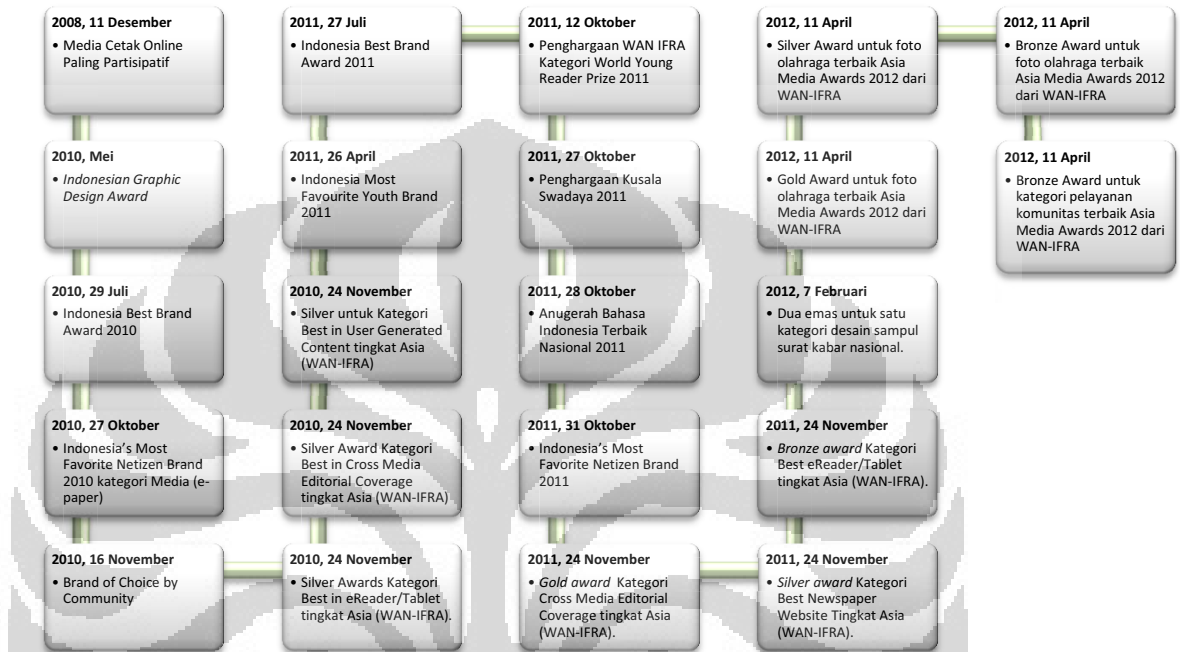 2008, 11 Desember
• Media Cetak Online
Paling Partisipatif
2010, Mei
• Indonesian Graphic
Design Award
2010, 29 Juli
• Indonesia Best Brand
Award 2010
2010, 27 Oktober
• Indonesia's Most
Favorite Netizen Brand
2010 kategori Media (e-
paper)
2010, 16 November
• Brand of Choice by
Community
2010, 24 November
• Silver Awards Kategori
Best in eReader/Tablet
tingkat Asia (WAN-IFRA).
2010, 24 November
• Silver Award Kategori
Best in Cross Media
Editorial Coverage
tingkat Asia (WAN-IFRA)
2010, 24 November
• Silver untuk Kategori
Best in User Generated
Content tingkat Asia
(WAN-IFRA)
2011, 26 April
• Indonesia Most
Favourite Youth Brand
2011
2011, 27 Juli
• Indonesia Best Brand
Award 2011
2011, 12 Oktober
• Penghargaan WAN IFRA
Kategori World Young
Reader Prize 2011
2011, 27 Oktober
• Penghargaan Kusala
Swadaya 2011
2011, 28 Oktober
• Anugerah Bahasa
Indonesia Terbaik
Nasional 2011
2011, 31 Oktober
• Indonesia's Most
Favorite Netizen Brand
2011
2011, 24 November
• Gold award Kategori
Cross Media Editorial
Coverage tingkat Asia
(WAN-IFRA).
2011, 24 November
• Silver award Kategori
Best Newspaper
Website Tingkat Asia
(WAN-IFRA).
2011, 24 November
• Bronze award Kategori
Best eReader/Tablet
tingkat Asia (WAN-IFRA).
2012, 7 Februari
• Dua emas untuk satu
kategori desain sampul
surat kabar nasional.
2012, 11 April
• Gold Award untuk foto
olahraga terbaik Asia
Media Awards 2012 dari
WAN-IFRA
2012, 11 April
• Silver Award untuk foto
olahraga terbaik Asia
Media Awards 2012 dari
WAN-IFRA
2012, 11 April
• Bronze Award untuk
foto olahraga terbaik
Asia Media Awards 2012
dari WAN-IFRA
2012, 11 April
• Bronze Award untuk
kategori pelayanan
komunitas terbaik Asia
Media Awards 2012 dari
WAN-IFRA